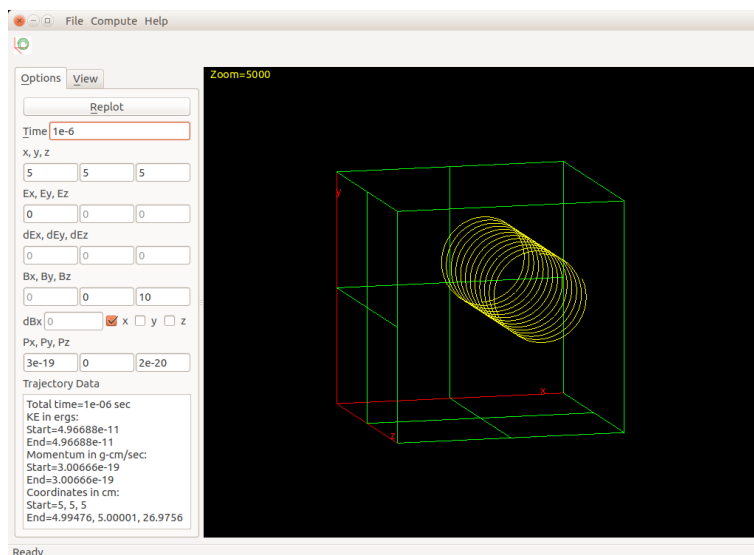 File Compute Help
Options View
Replot
Time 1e-6
x, y, z
5 5 5
Ex, Ey, Ez
0 0 0
dEx, dEy, dEz
0 0 0
Bx, By, Bz
0 0 10
dBx 0 x y z
Px, Py, Pz
3e-19 0 2e-20
Trajectory Data
Total time=1e-06 sec
KE in ergs:
Start=4.96688e-11
End=4.96688e-11
Momentum in g-cm/sec:
Start=3.00666e-19
End=3.00666e-19
Coordinates in cm:
Start=5, 5, 5
End=4.99476, 5.00001, 26.9756
Ready
Zoom=5000
y
x
z